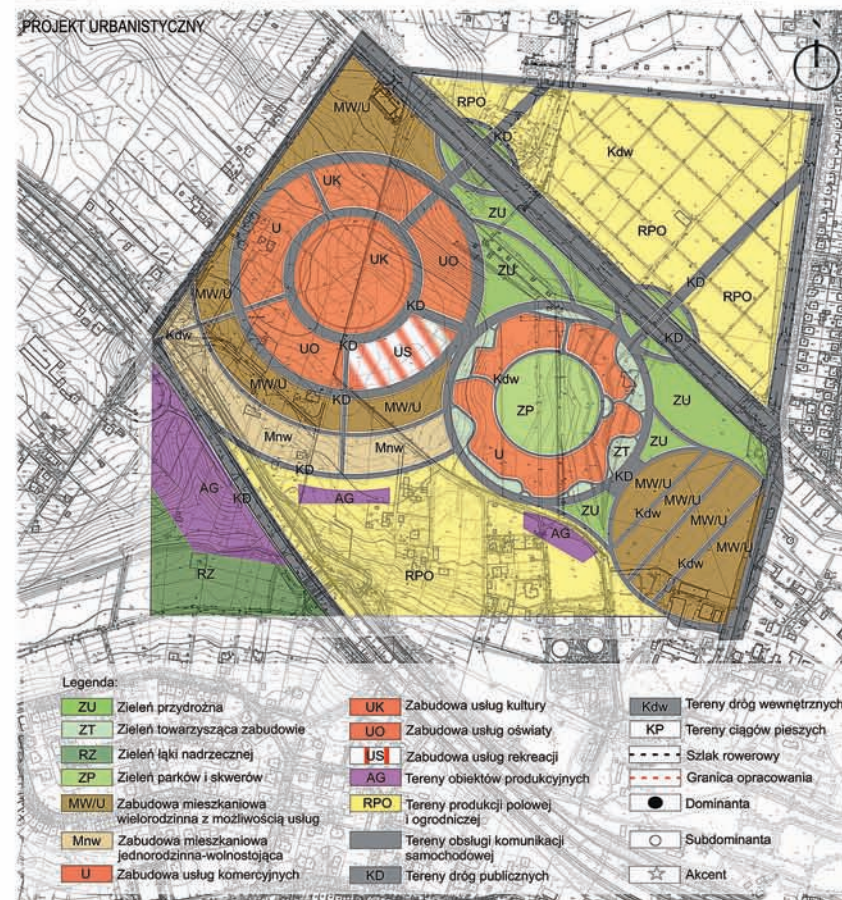 PROJEKT URBANISTYCZNY
MW/U
RPO
KD
Kdw
UK
ZU
U
UK
UO
ZU
RPO
MW/U
KD
KD
RPO
Kdw
UO
KD
US
KD
Kdw
ZU
MW/U
KD
MW/U
ZP
Mnw
Mnw
U
ZT
ZU
KD
KD
MW/U
AG
KD
AG
MW/U
Kdw
ZU
MW/U
AG
MW/U
RZ
RPO
Kdw
Legenda:
ZU Zieleń przydrożna
ZT Zieleń towarzysząca zabudowie
RZ Zieleń łąki nadrzecznej
ZP Zieleń parków i skwerów
MW/U Zabudowa mieszkaniowa
wielorodzinna z możliwością usług
Mnw Zabudowa mieszkaniowa
jednorodzinna-wolnostojąca
U Zabudowa usług komercyjnych
UK Zabudowa usług kultury
UO Zabudowa usług oświaty
US Zabudowa usług rekreacji
AG Tereny obiektów produkcyjnych
RPO Tereny produkcji polowej
i ogrodniczej
Tereny obsługi komunikacji
samochodowej
KD Tereny dróg publicznych
Kdw Tereny dróg wewnętrznych
KP Tereny ciągów pieszych
Szlak rowerowy
Granica opracowania
Dominanta
Subdominanta
Akcent